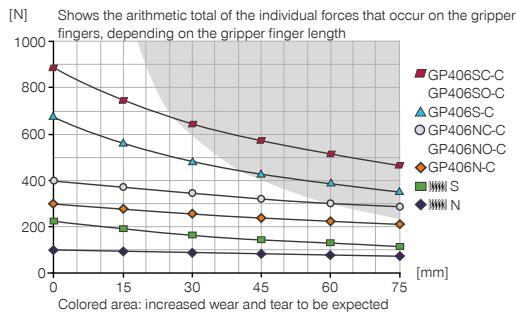 [N] Shows the arithmetic total of the individual forces that occur on the gripper
fingers, depending on the gripper finger length
1000
800
600
400
200
0
0 15 30 45 60 75 [mm]
GP406SC-C
GP406SO-C
GP406S-C
GP406NC-C
GP406NO-C
GP406N-C
S
N
Colored area: increased wear and tear to be expected